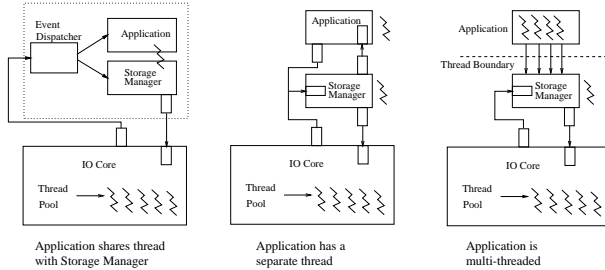 Event
Dispatcher
Application
Storage
Manager
IO Core
Thread
Pool
Application shares thread
with Storage Manager
Application
Storage
Manager
IO Core
Thread
Pool
Application has a
separate thread
Application
Thread Boundary
Storage
Manager
IO Core
Thread
Pool
Application is
multi-threaded